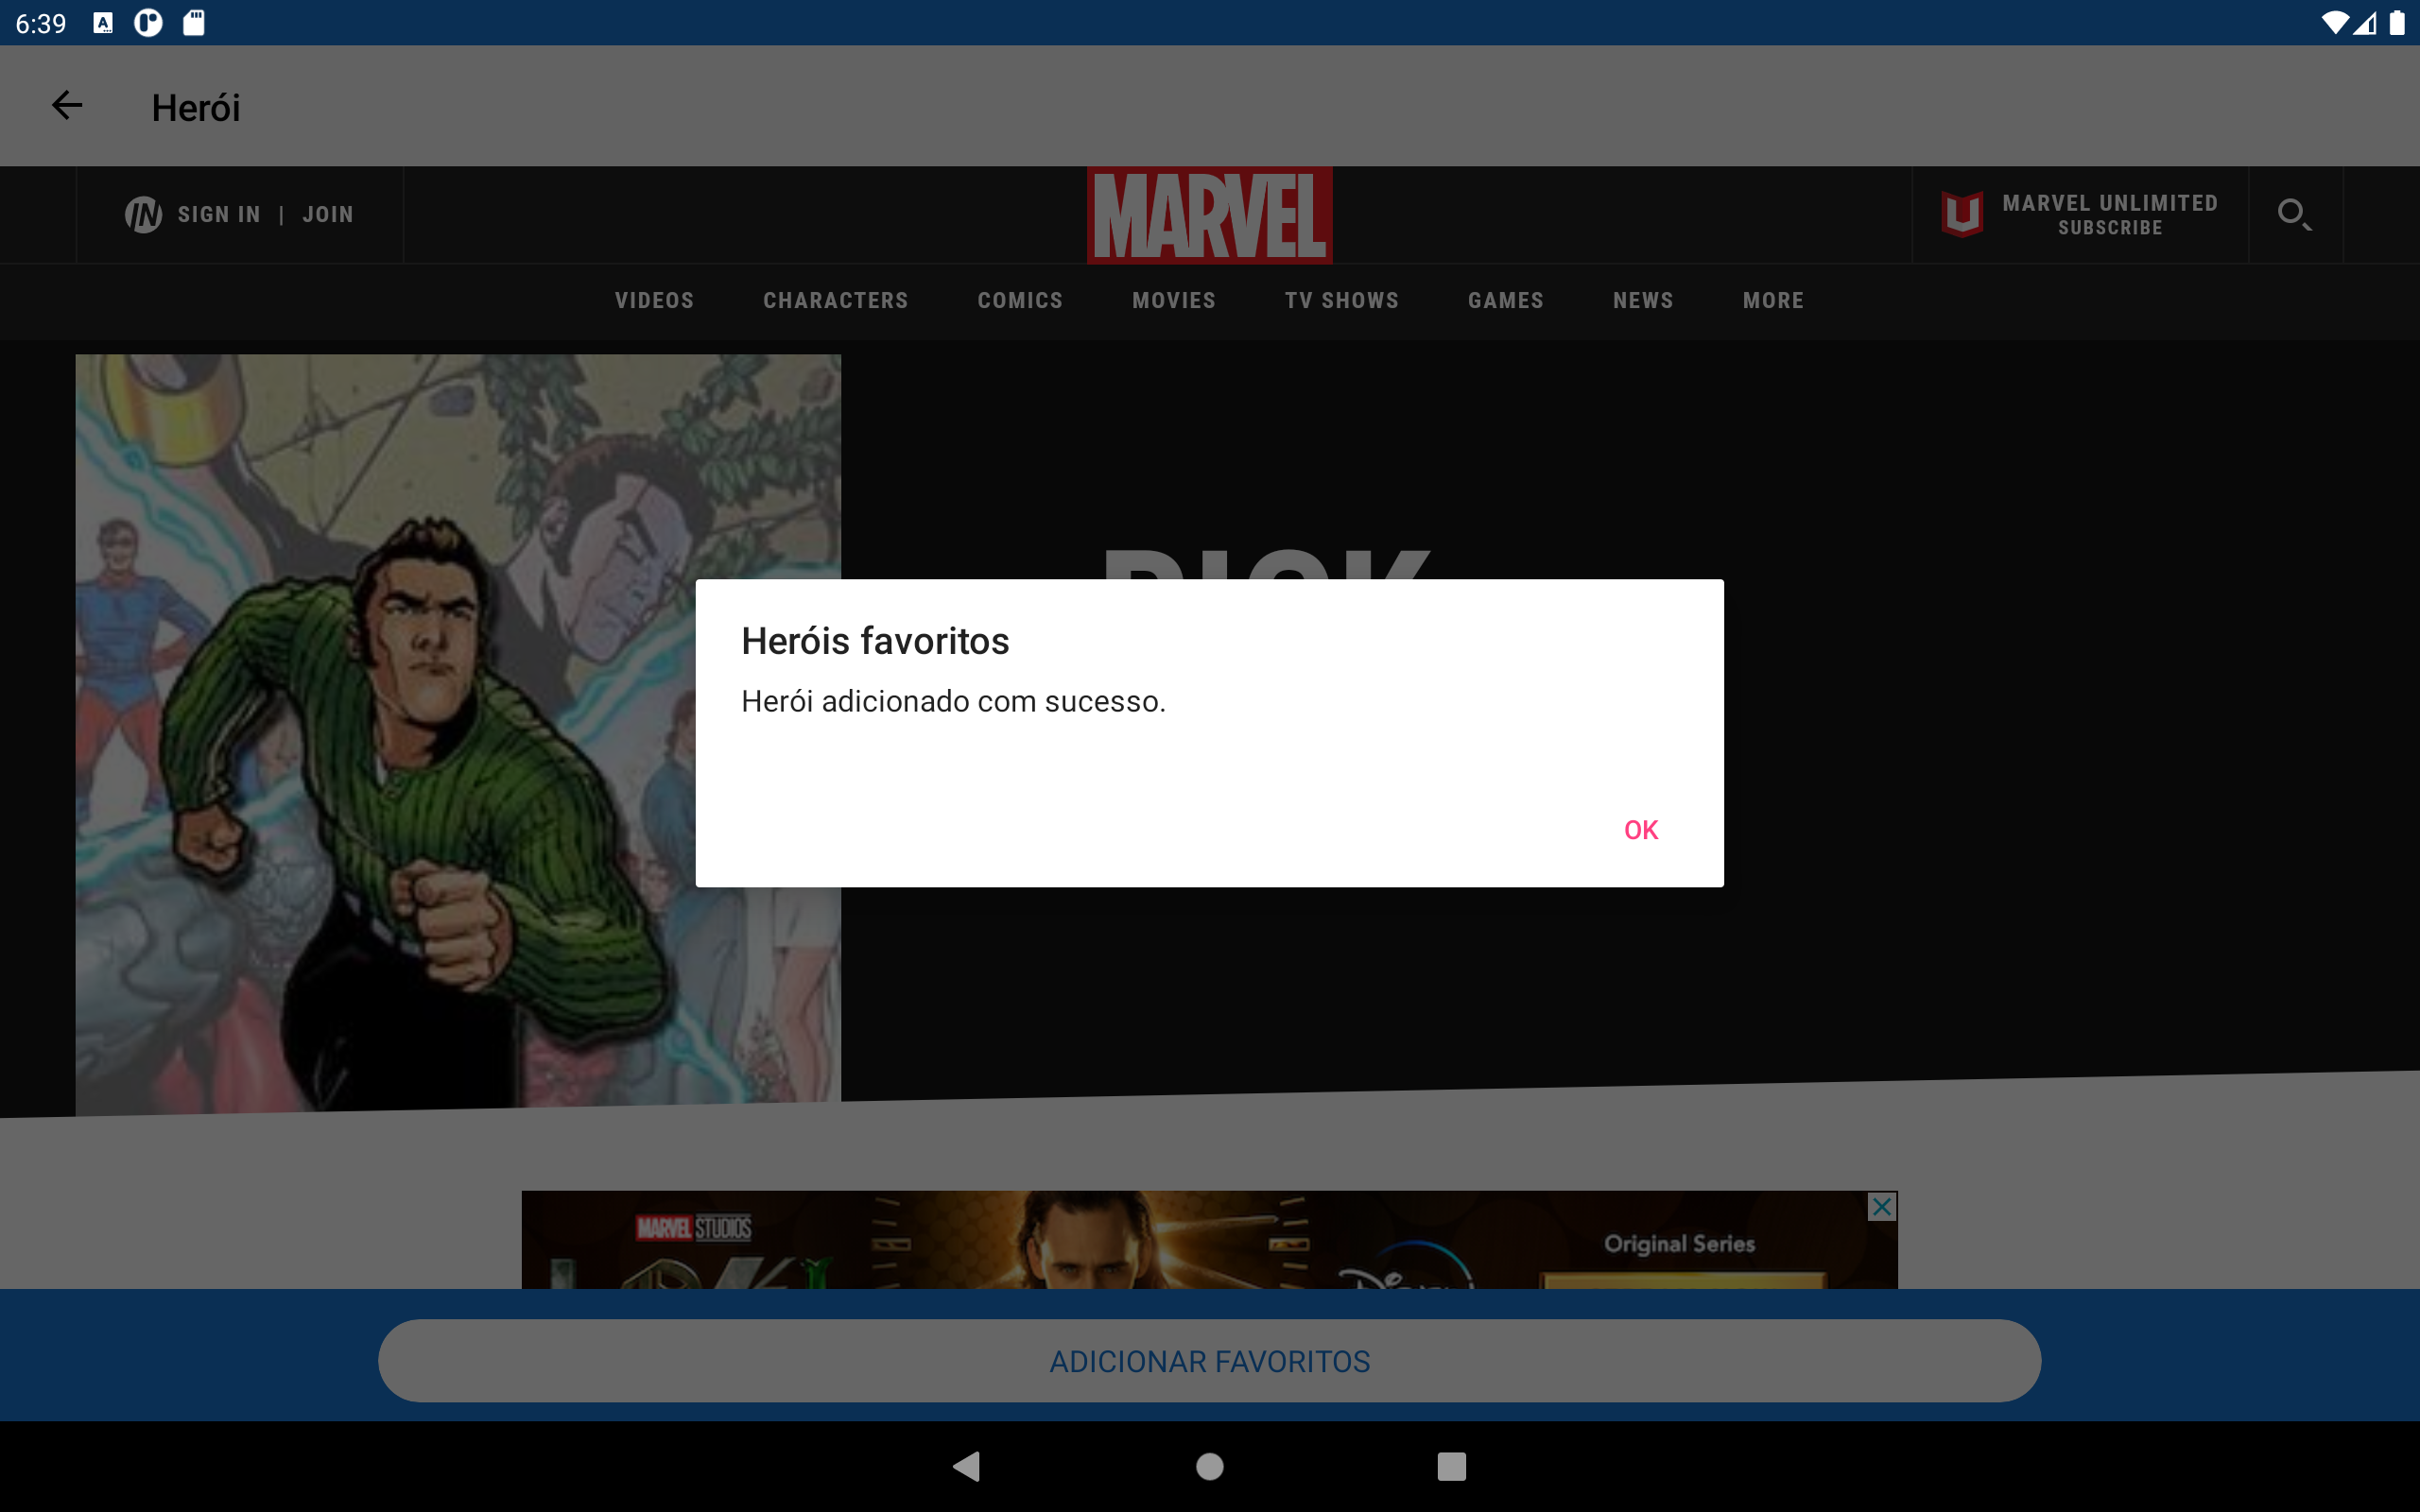 6:39
Herói
SIGN IN | JOIN
MARVEL
MARVEL UNLIMITED
SUBSCRIBE
VIDEOS CHARACTERS COMICS MOVIES TV SHOWS GAMES NEWS MORE
Heróis favoritos
Herói adicionado com sucesso.
OK
MARVEL STUDIOS
Original Series
ADICIONAR FAVORITOS